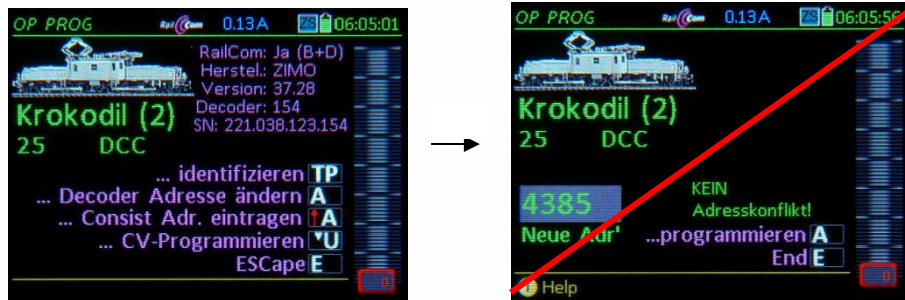 OP PROG RailCom 0.13A ZS 06:05:01
RailCom: Ja (B+D)
Herstel.: ZIMO
Version: 37.28
Decoder: 154
SN: 221.038.123.154
Krokodil (2)
25 DCC
... identifizieren TP
... Decoder Adresse ändern A
... Consist Adr. eintragen ↑A
... CV-Programmieren ▼U
ESCape E
0
OP PROG RailCom 0.13A ZS 06:05:56
Krokodil (2)
25 DCC
4385
KEIN
Adresskonflikt!
Neue Adr' ...programmieren A
End E
0
Help